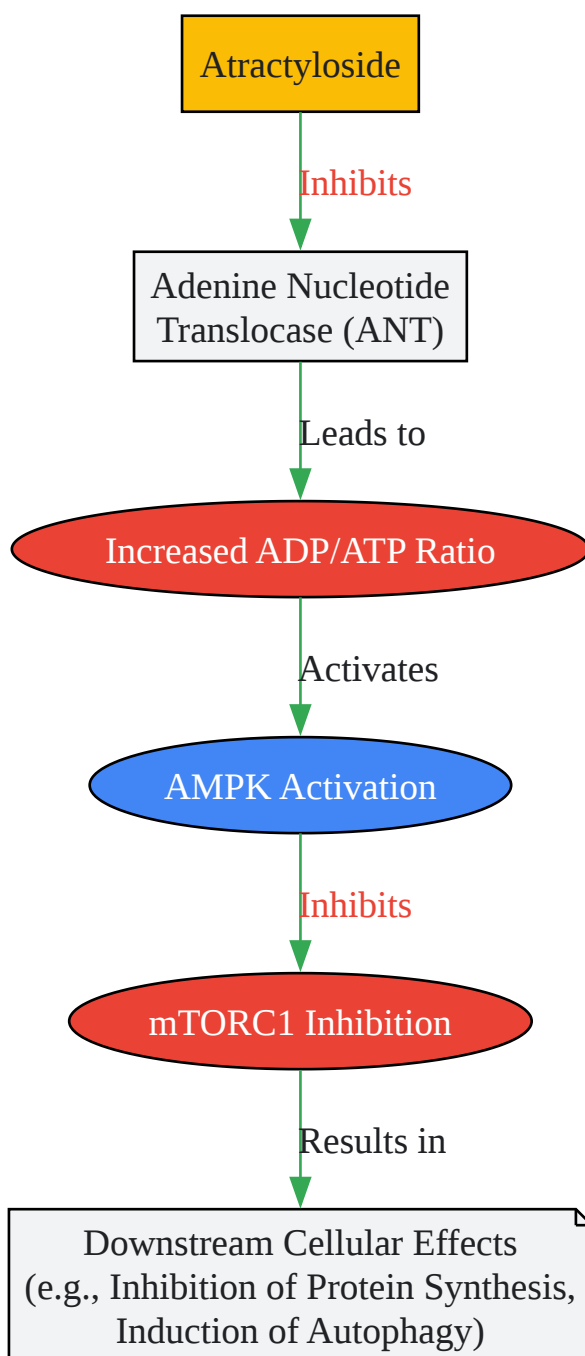 Atractyloside
Inhibits
Adenine Nucleotide
Translocase (ANT)
Leads to
Increased ADP/ATP Ratio
Activates
AMPK Activation
Inhibits
mTORC1 Inhibition
Results in
Downstream Cellular Effects
(e.g., Inhibition of Protein Synthesis,
Induction of Autophagy)